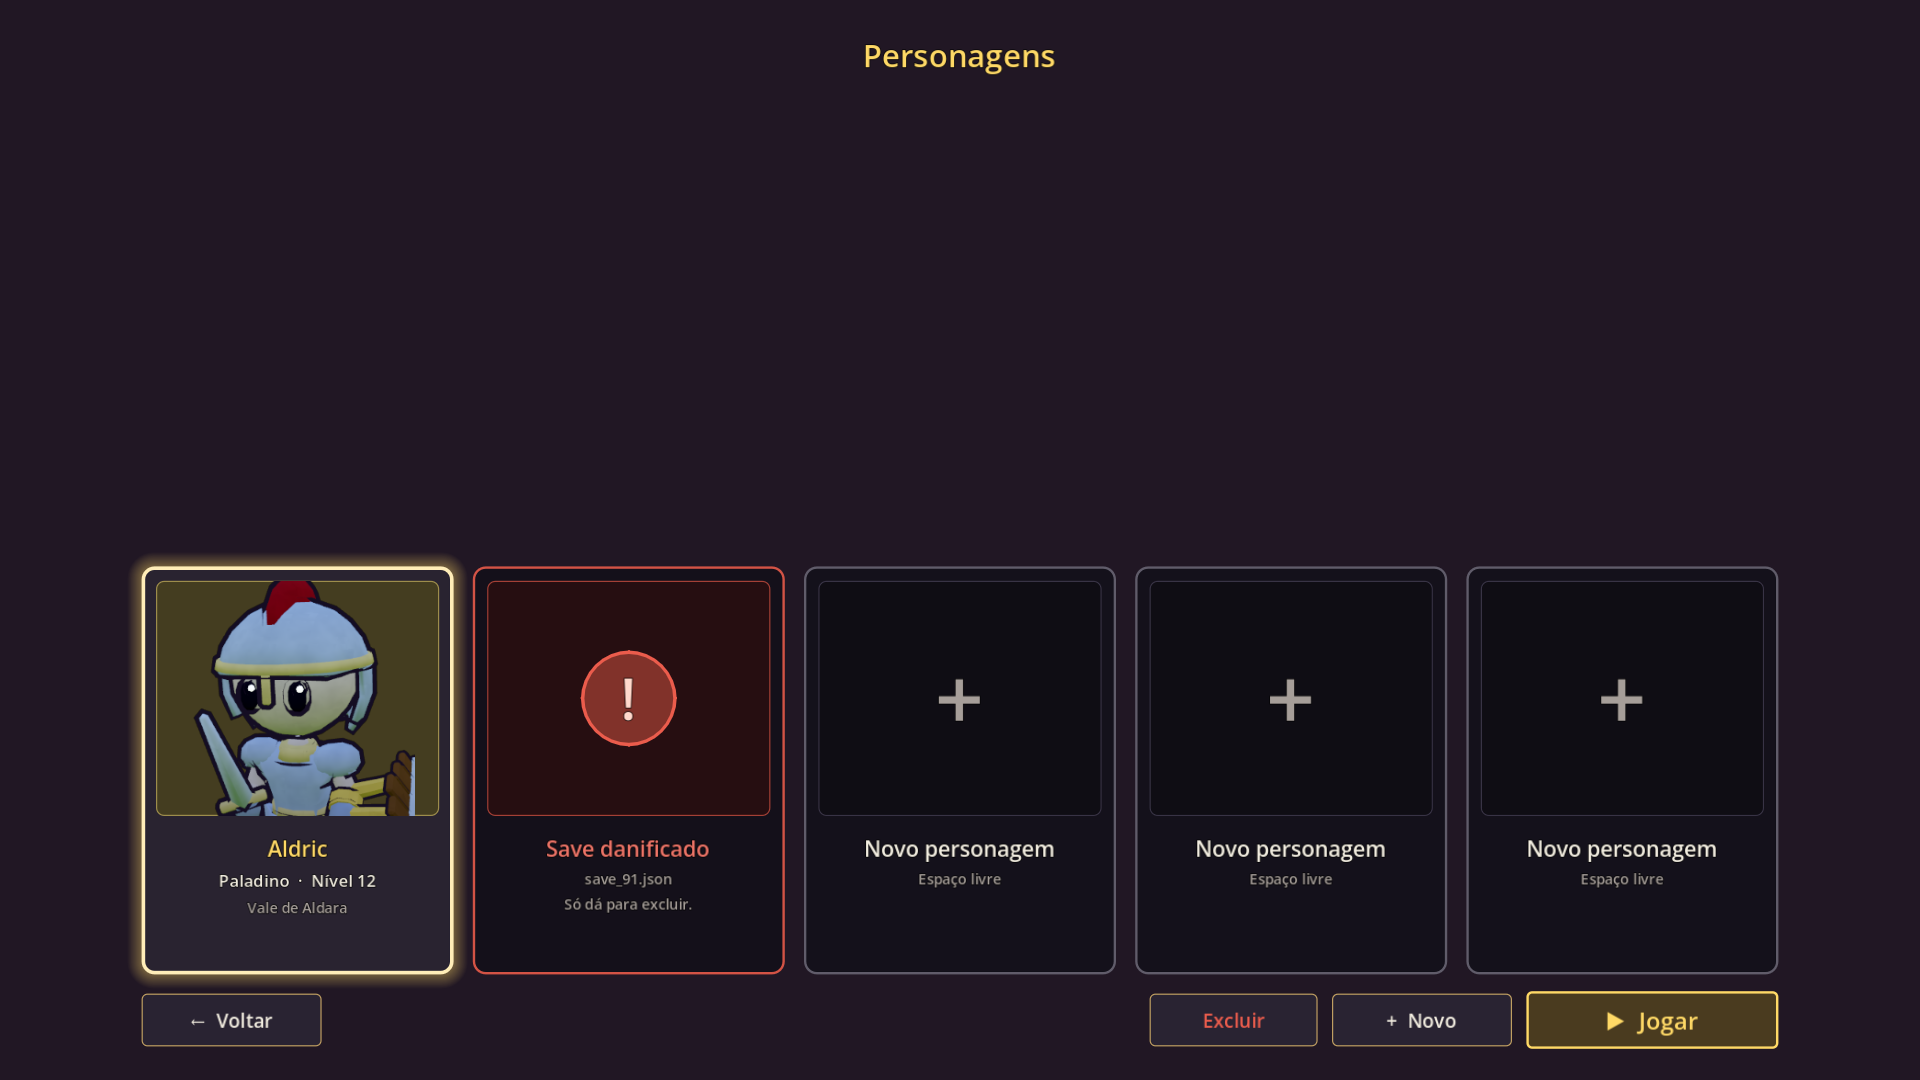 Personagens
Aldric
Paladino · Nível 12
Vale de Aldara
!
Save danificado
save_91.json
Só dá para excluir.
+
Novo personagem
Espaço livre
+
Novo personagem
Espaço livre
+
Novo personagem
Espaço livre
← Voltar
Excluir
+ Novo
▶ Jogar